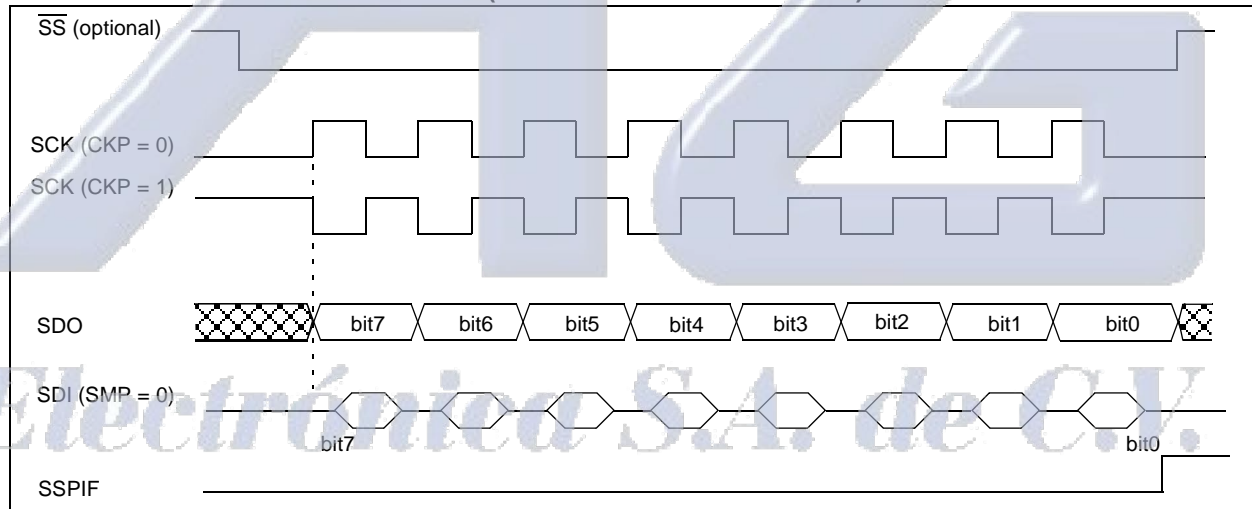 SS (optional)
SCK (CKP = 0)
SCK (CKP = 1)
SDO bit7 bit6 bit5 bit4 bit3 bit2 bit1 bit0
SDI (SMP = 0)
bit7 bit0
SSPIF
AG
Electrónica S.A. de C.V.